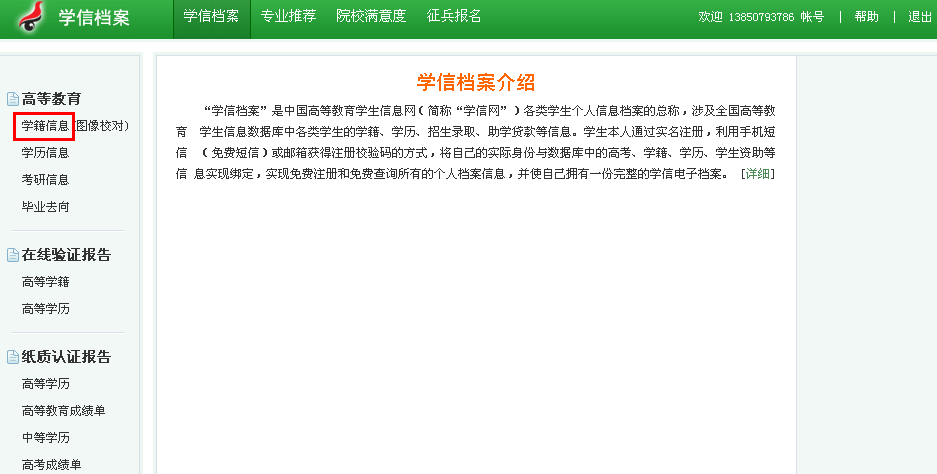 学信档案
学信档案 专业推荐 院校满意度 征兵报名
欢迎 13850793786 帐号 | 帮助 | 退出
高等教育
学籍信息(图像校对)
学历信息
考研信息
毕业去向
在线验证报告
高等学籍
高等学历
纸质认证报告
高等学历
高等教育成绩单
中等学历
高考成绩单
学信档案介绍
“学信档案”是中国高等教育学生信息网(简称“学信网”)各类学生个人信息档案的总称,涉及全国高等教
育 学生信息数据库中各类学生的学籍、学历、招生录取、助学贷款等信息。学生本人通过实名注册,利用手机短
信 (免费短信)或邮箱获得注册校验码的方式,将自己的实际身份与数据库中的高考、学籍、学历、学生资助等
信 息实现绑定,实现免费注册和免费查询所有的个人档案信息,并使自己拥有一份完整的学信电子档案。 [详细]